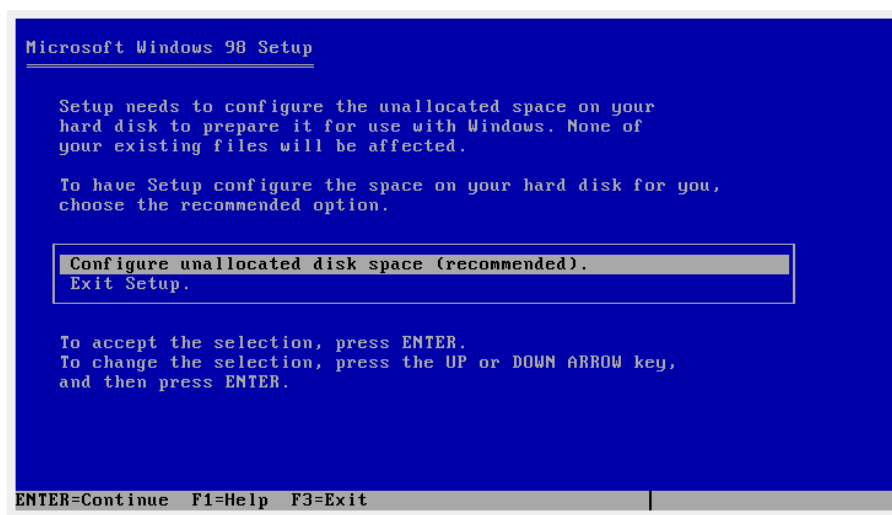 Microsoft Windows 98 Setup
Setup needs to configure the unallocated space on your
hard disk to prepare it for use with Windows. None of
your existing files will be affected.
To have Setup configure the space on your hard disk for you,
choose the recommended option.
Configure unallocated disk space (recommended).
Exit Setup.
To accept the selection, press ENTER.
To change the selection, press the UP or DOWN ARROW key,
and then press ENTER.
ENTER=Continue F1=Help F3=Exit